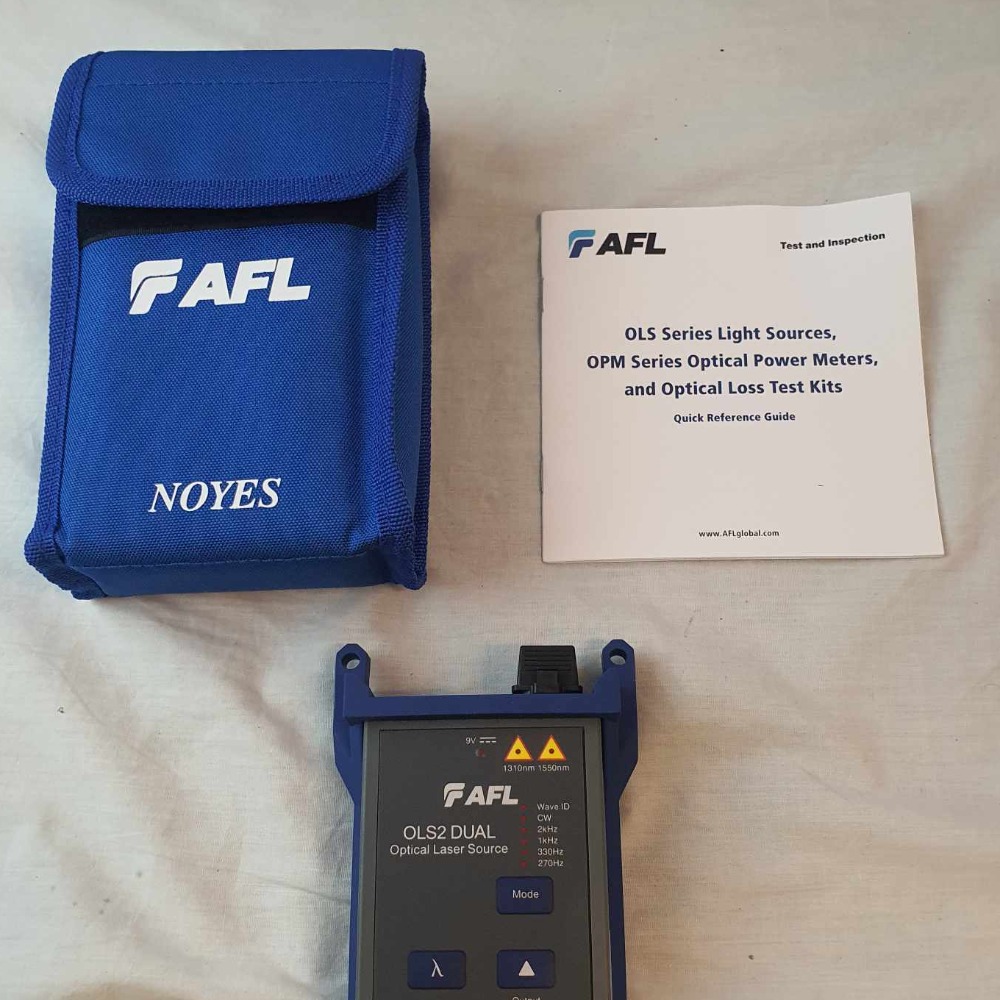 AFL
NOYES
AFL
Test and Inspection
OLS Series Light Sources,
OPM Series Optical Power Meters,
and Optical Loss Test Kits
Quick Reference Guide
www.AFLglobal.com
9V
1310nm 1550nm
AFL
OLS2 DUAL
Optical Laser Source
Wave ID
CW
2kHz
1kHz
330Hz
270Hz
Mode
λ
Output